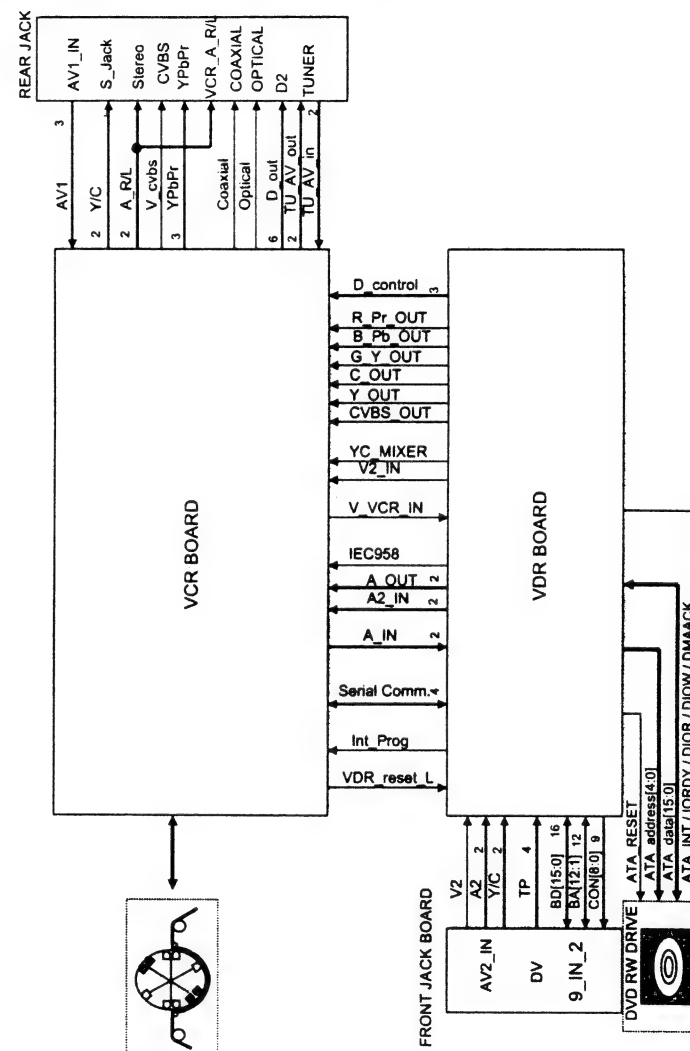 REAR JACK
AV1_IN
S_Jack
Stereo
CVBS
YPbPr
VCR_A_R/L
COAXIAL
OPTICAL
D2
TUNER
3
2
AV1
Y/C
A_R/L
V_cvbs
YPbPr
Coaxial
Optical
D_out
TU_AV_out
TU_AV_in
2
2
3
6
2
VCR BOARD
D_control 3
R_Pr_OUT
B_Pb_OUT
G_Y_OUT
C_OUT
Y_OUT
CVBS_OUT
YC_MIXER
V2_IN
V_VCR_IN
IEC958
A_OUT 2
A2_IN 2
A_IN 2
Serial Comm. 4
Int_Prog
VDR_reset_L
VDR BOARD
FRONT JACK BOARD
AV2_IN
DV
9_IN_2
V2
A2 2
Y/C 2
TP 4
BD[15:0] 16
BA[12:1] 12
CON[8:0] 9
DVD RW DRIVE
ATA_RESET
ATA_address[4:0]
ATA_data[15:0]
ATA_INT / IORDY / DIOR / DIOW / DMAACK